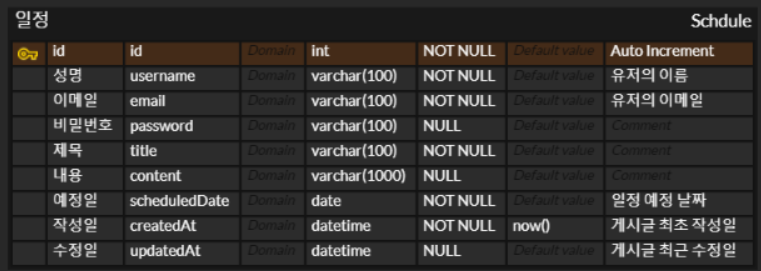 일정 Schdule
id id Domain int NOT NULL Default value Auto Increment
성명 username Domain varchar(100) NOT NULL Default value 유저의 이름
이메일 email Domain varchar(100) NOT NULL Default value 유저의 이메일
비밀번호 password Domain varchar(100) NULL Default value Comment
제목 title Domain varchar(100) NOT NULL Default value Comment
내용 content Domain varchar(1000) NULL Default value Comment
예정일 scheduledDate Domain date NOT NULL Default value 일정 예정 날짜
작성일 createdAt Domain datetime NOT NULL now() 게시글 최초 작성일
수정일 updatedAt Domain datetime NULL Default value 게시글 최근 수정일